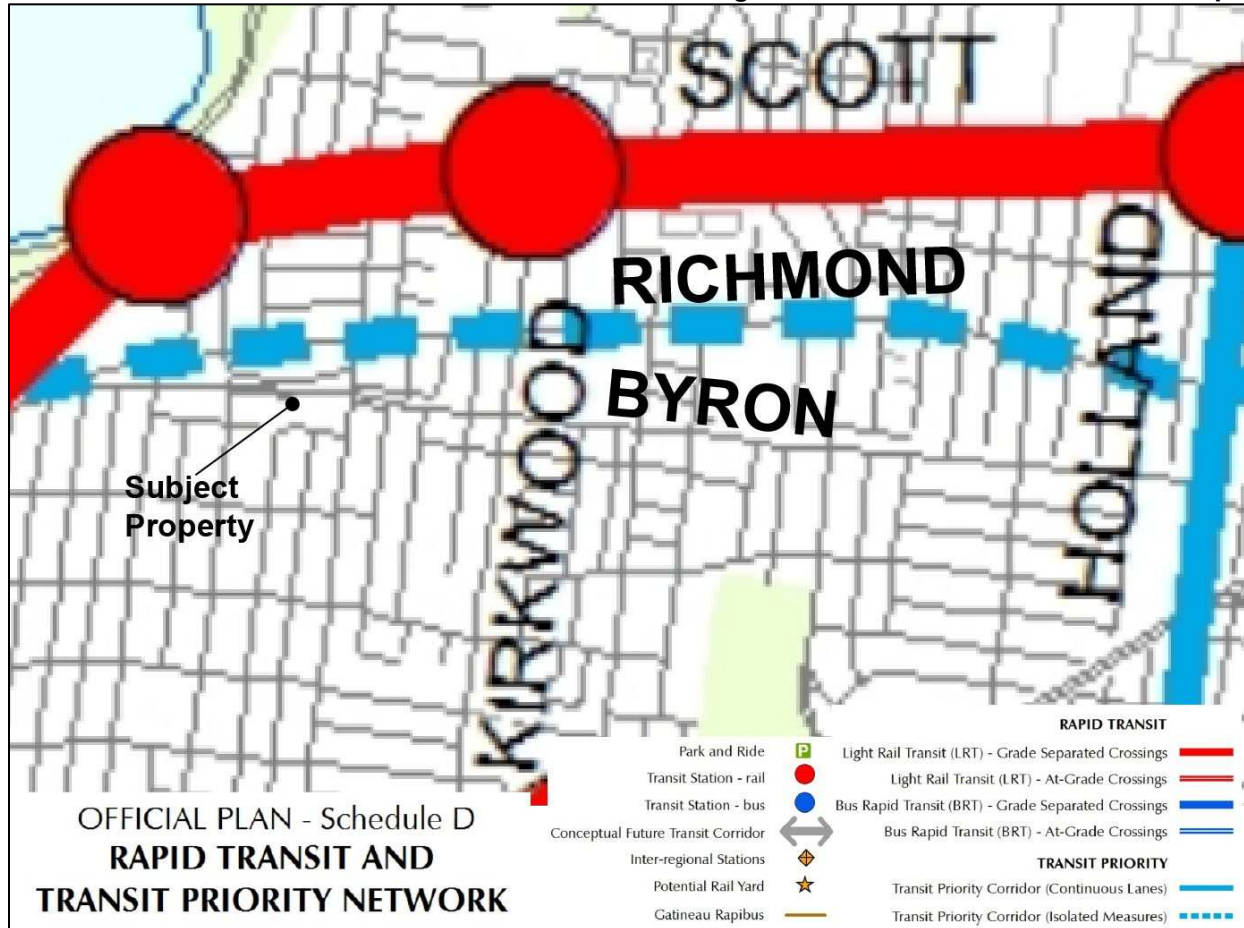 SCOTT
RICHMOND
HOLLAND
KIRKWOOD
BYRON
Subject
Property
OFFICIAL PLAN - Schedule D
RAPID TRANSIT AND
TRANSIT PRIORITY NETWORK
Park and Ride P
Transit Station - rail
Transit Station - bus
Conceptual Future Transit Corridor
Inter-regional Stations
Potential Rail Yard
Gatineau Rapibus
RAPID TRANSIT
Light Rail Transit (LRT) - Grade Separated Crossings
Light Rail Transit (LRT) - At-Grade Crossings
Bus Rapid Transit (BRT) - Grade Separated Crossings
Bus Rapid Transit (BRT) - At-Grade Crossings
TRANSIT PRIORITY
Transit Priority Corridor (Continuous Lanes)
Transit Priority Corridor (Isolated Measures)